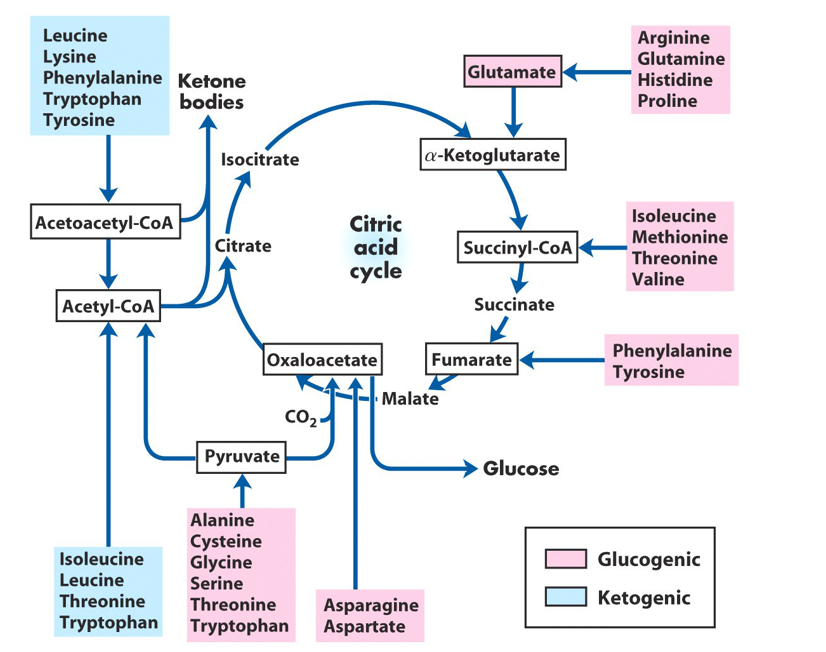 Leucine
Lysine
Phenylalanine
Tryptophan
Tyrosine
Ketone
bodies
Glutamate
Arginine
Glutamine
Histidine
Proline
Isocitrate
α-Ketoglutarate
Acetoacetyl-CoA
Citrate
Citric
acid
cycle
Succinyl-CoA
Isoleucine
Methionine
Threonine
Valine
Acetyl-CoA
Succinate
Oxaloacetate
Fumarate
Phenylalanine
Tyrosine
Malate
CO₂
Pyruvate
Glucose
Alanine
Cysteine
Glycine
Serine
Threonine
Tryptophan
Isoleucine
Leucine
Threonine
Tryptophan
Asparagine
Aspartate
Glucogenic
Ketogenic